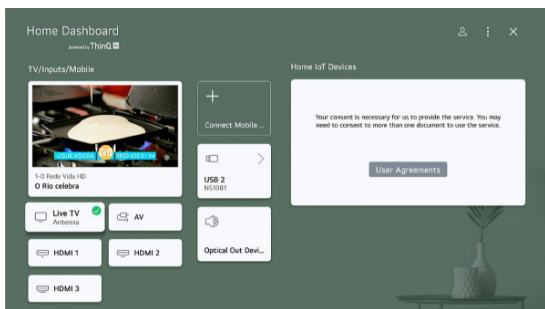 Home Dashboard
powered by ThinQ AI
TV/Inputs/Mobile
LIGUE AGORA
1-0 Rede Vida HD
O Rio celebra
Live TV
Antenna
AV
HDMI 1
HDMI 2
HDMI 3
Connect Mobile ...
USB 2
NS1081
Optical Out Devi...
Home IoT Devices
Your consent is necessary for us to provide the service. You may
need to consent to more than one document to use the service.
User Agreements